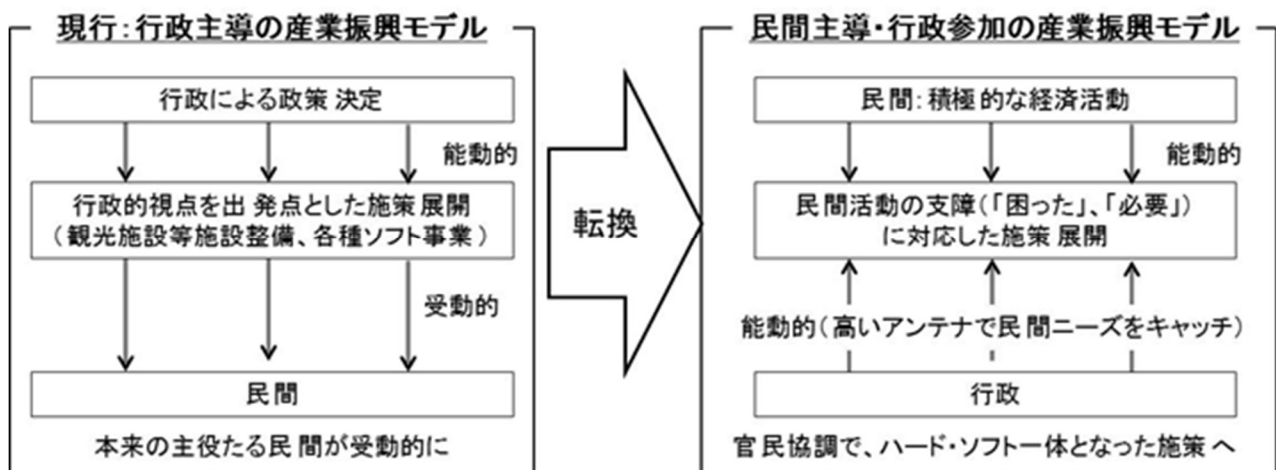 現行：行政主導の産業振興モデル
行政による政策決定
能動的
行政的視点を出発点とした施策展開
（観光施設等施設整備、各種ソフト事業）
受動的
民間
本来の主役たる民間が受動的に
転換
民間主導・行政参加の産業振興モデル
民間：積極的な経済活動
能動的
民間活動の支障（「困った」、「必要」）
に対応した施策展開
能動的（高いアンテナで民間ニーズをキャッチ）
行政
官民協調で、ハード・ソフト一体となった施策へ